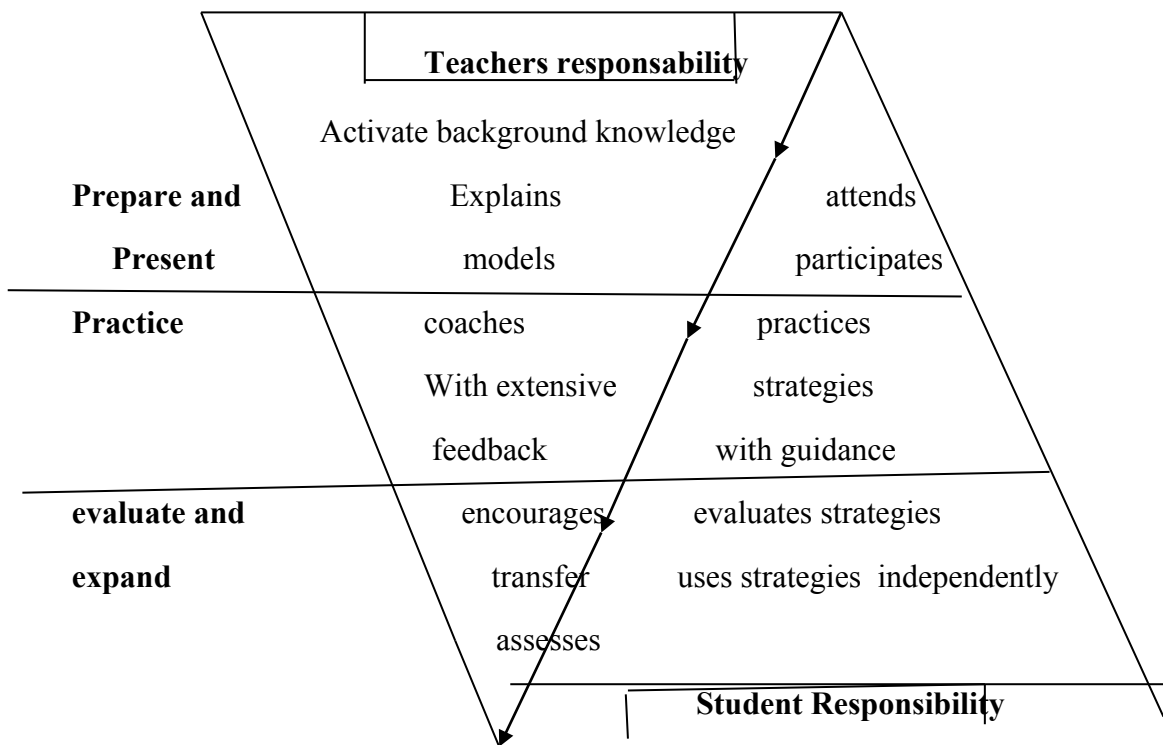 Teachers responsability
Activate background knowledge
Prepare and Explains attends
Present models participates
Practice coaches practices
With extensive strategies
feedback with guidance
evaluate and encourages evaluates strategies
expand transfer uses strategies independently
assesses
Student Responsibility